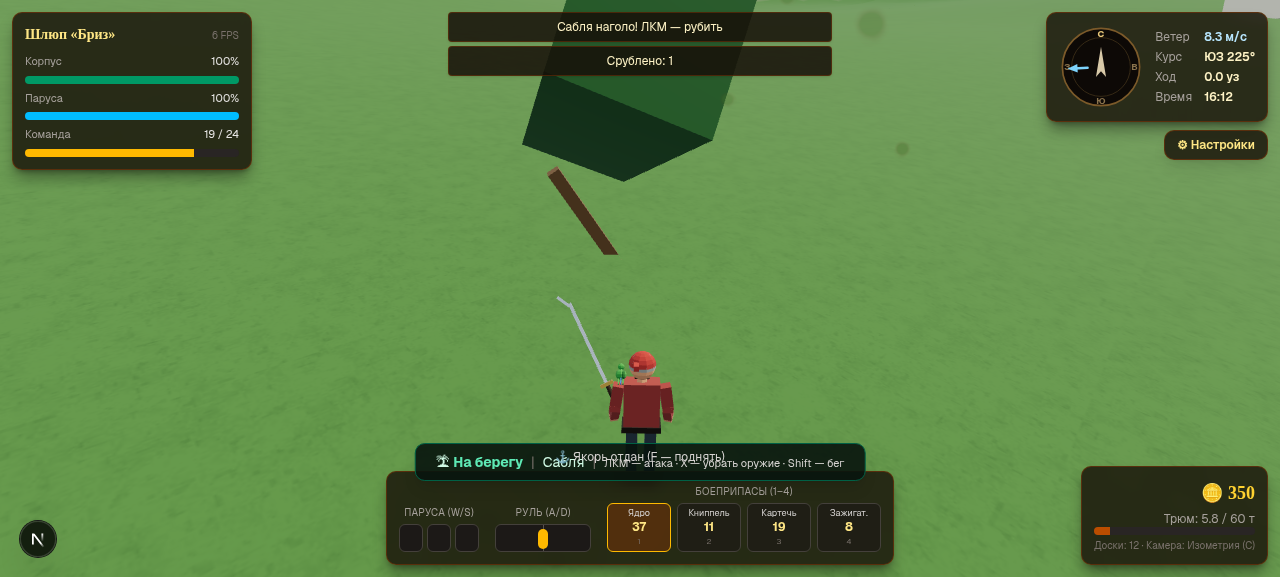 Шлюп «Бриз» 6 FPS
Корпус 100%
Паруса 100%
Команда 19 / 24
Сабля наголо! ЛКМ — рубить
Срублено: 1
С
З В
Ю
Ветер 8.3 м/с
Курс ЮЗ 225°
Ход 0.0 уз
Время 16:12
⚙ Настройки
⚓ Якорь отдан (F — поднять)
🏝 На берегу | Сабля | ЛКМ — атака · X — убрать оружие · Shift — бег
БОЕПРИПАСЫ (1–4)
ПАРУСА (W/S) РУЛЬ (A/D)
Ядро Книппель Картечь Зажигат.
37 11 19 8
1 2 3 4
350
Трюм: 5.8 / 60 т
Доски: 12 · Камера: Изометрия (C)
N